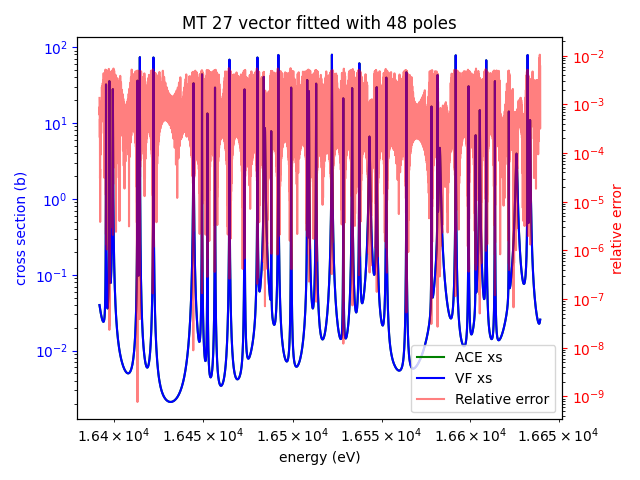 MT 27 vector fitted with 48 poles
cross section (b)
10²
10¹
10⁰
10⁻¹
10⁻²
10⁻²
10⁻³
10⁻⁴
10⁻⁵
10⁻⁶
10⁻⁷
10⁻⁸
10⁻⁹
relative error
ACE xs
VF xs
Relative error
1.64 × 10⁴ 1.645 × 10⁴ 1.65 × 10⁴ 1.655 × 10⁴ 1.66 × 10⁴ 1.665 × 10⁴
energy (eV)